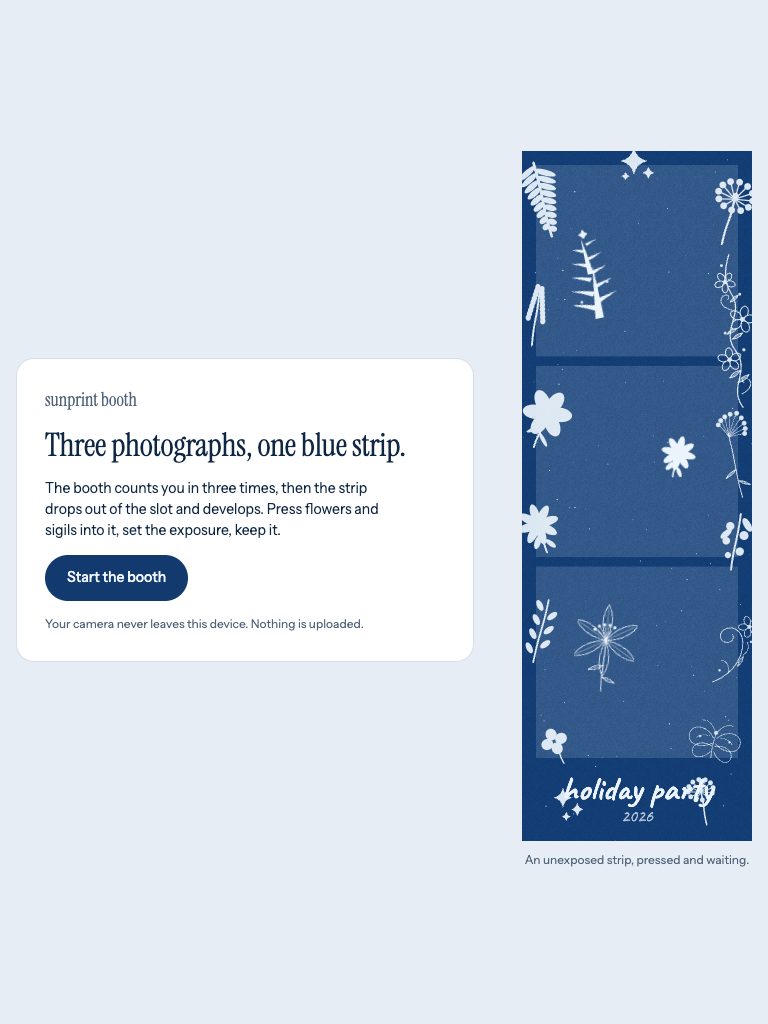 sunprint booth
Three photographs, one blue strip.
The booth counts you in three times, then the strip
drops out of the slot and develops. Press flowers and
sigils into it, set the exposure, keep it.
Start the booth
Your camera never leaves this device. Nothing is uploaded.
holiday party
2026
An unexposed strip, pressed and waiting.